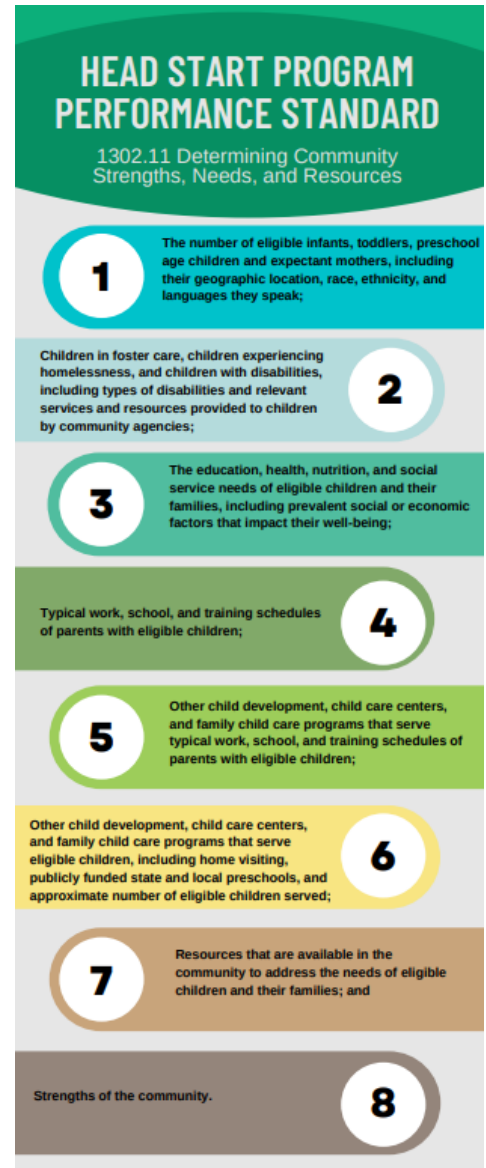 HEAD START PROGRAM
PERFORMANCE STANDARD
1302.11 Determining Community
Strengths, Needs, and Resources
1
The number of eligible infants, toddlers, preschool
age children and expectant mothers, including
their geographic location, race, ethnicity, and
languages they speak;
Children in foster care, children experiencing
homelessness, and children with disabilities,
including types of disabilities and relevant
services and resources provided to children
by community agencies;
2
3
The education, health, nutrition, and social
service needs of eligible children and their
families, including prevalent social or economic
factors that impact their well-being;
Typical work, school, and training schedules
of parents with eligible children;
4
5
Other child development, child care centers,
and family child care programs that serve
typical work, school, and training schedules of
parents with eligible children;
Other child development, child care centers,
and family child care programs that serve
eligible children, including home visiting,
publicly funded state and local preschools, and
approximate number of eligible children served;
6
7
Resources that are available in the
community to address the needs of eligible
children and their families; and
Strengths of the community.
8